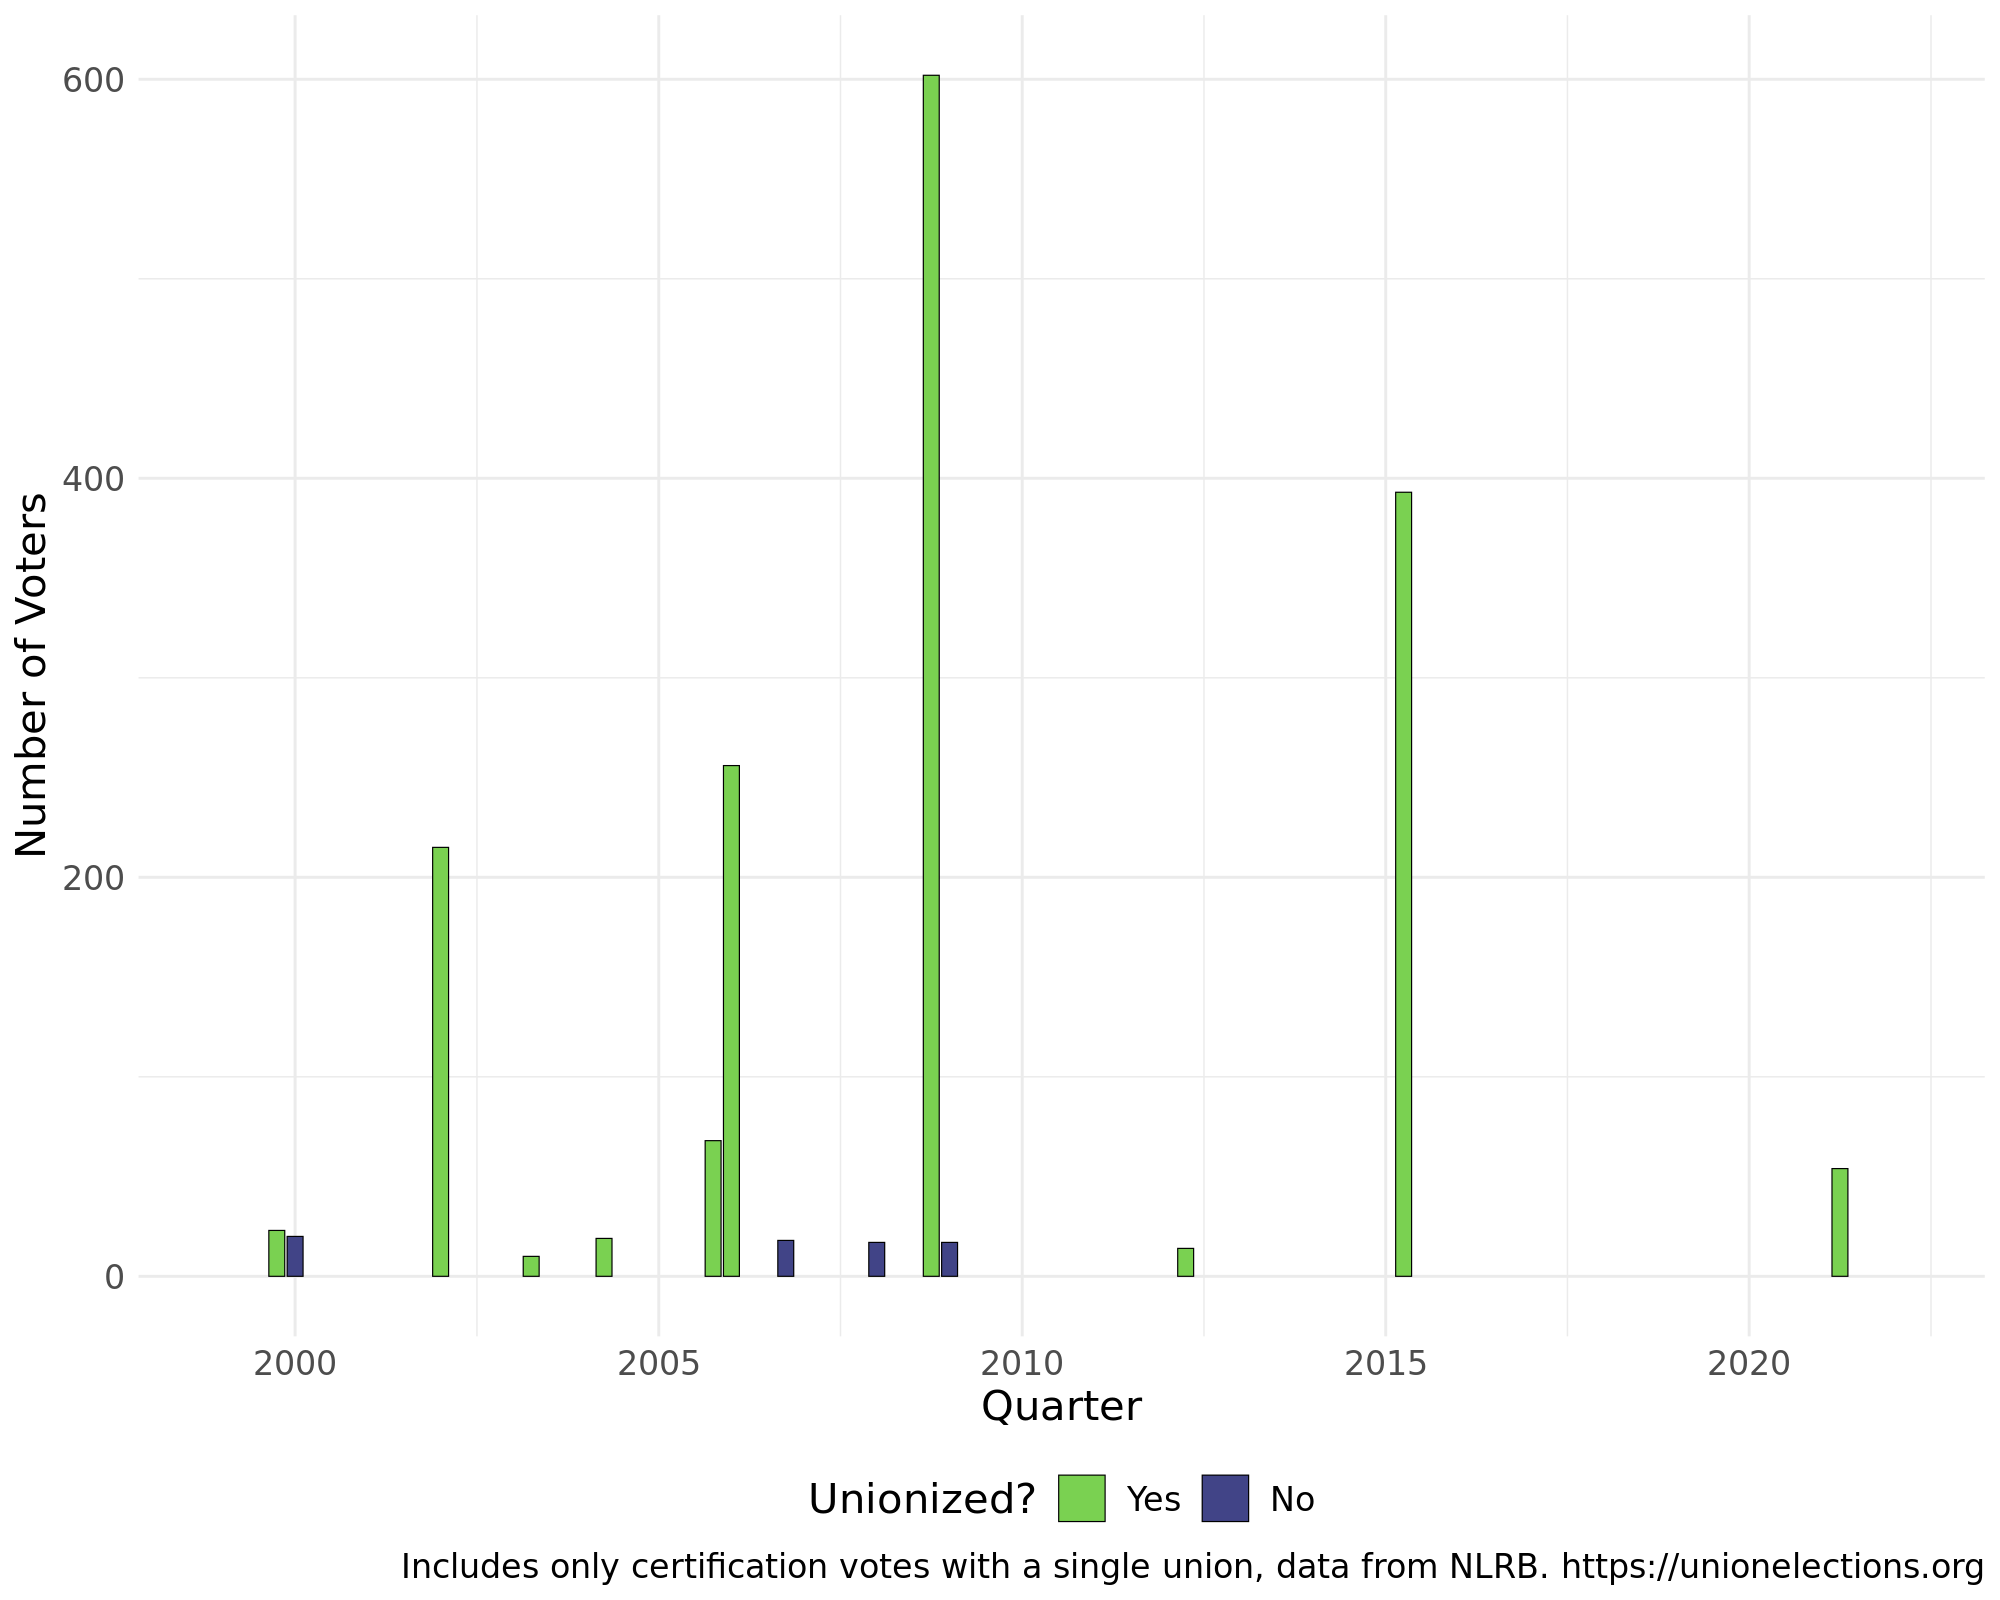 600
400
200
0
Number of Voters
2000 2005 2010 2015 2020
Quarter
Unionized? Yes No
Includes only certification votes with a single union, data from NLRB. https://unionelections.org